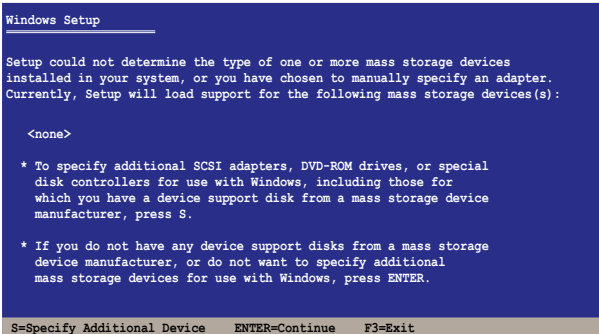 Windows Setup
Setup could not determine the type of one or more mass storage devices
installed in your system, or you have chosen to manually specify an adapter.
Currently, Setup will load support for the following mass storage devices(s):
<none>
* To specify additional SCSI adapters, DVD-ROM drives, or special
disk controllers for use with Windows, including those for
which you have a device support disk from a mass storage device
manufacturer, press S.
* If you do not have any device support disks from a mass storage
device manufacturer, or do not want to specify additional
mass storage devices for use with Windows, press ENTER.
S=Specify Additional Device ENTER=Continue F3=Exit